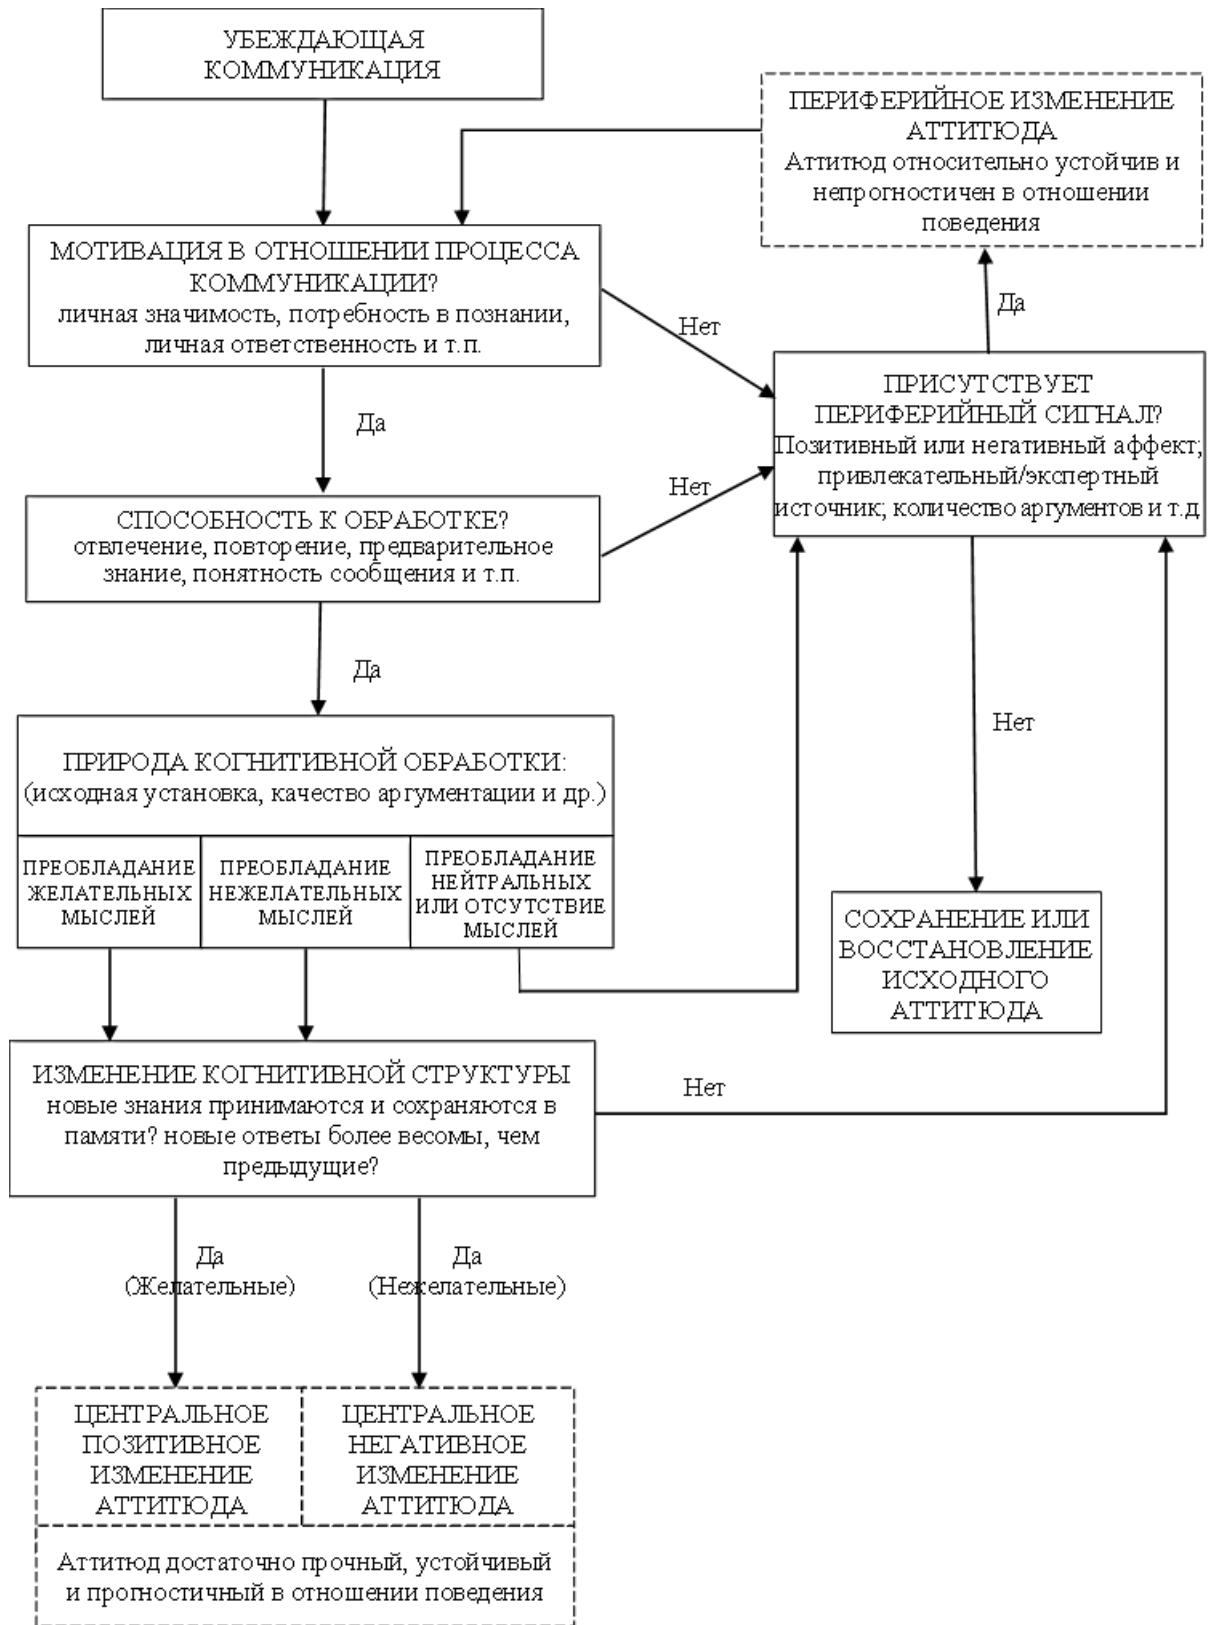 УБЕЖДАЮЩАЯ
КОММУНИКАЦИЯ
ПЕРИФЕРИЙНОЕ ИЗМЕНЕНИЕ
АТТИТЮДА
Аттитюд относительно устойчив и
непрогностичен в отношении
поведения
МОТИВАЦИЯ В ОТНОШЕНИИ ПРОЦЕССА
КОММУНИКАЦИИ?
личная значимость, потребность в познании,
личная ответственность и т.п.
Нет
Да
ПРИСУТСТВУЕТ
ПЕРИФЕРИЙНЫЙ СИГНАЛ?
Позитивный или негативный аффект;
привлекательный/экспертный
источник; количество аргументов и т.д
Да
Нет
СПОСОБНОСТЬ К ОБРАБОТКЕ?
отвлечение, повторение, предварительное
знание, понятность сообщения и т.п.
Да
Нет
ПРИРОДА КОГНИТИВНОЙ ОБРАБОТКИ:
(исходная установка, качество аргументации и др.)
ПРЕОБЛАДАНИЕ
ЖЕЛАТЕЛЬНЫХ
МЫСЛЕЙ
ПРЕОБЛАДАНИЕ
НЕЖЕЛАТЕЛЬНЫХ
МЫСЛЕЙ
ПРЕОБЛАДАНИЕ
НЕЙТРАЛЬНЫХ
ИЛИ ОТСУТСТВИЕ
МЫСЛЕЙ
СОХРАНЕНИЕ ИЛИ
ВОССТАНОВЛЕНИЕ
ИСХОДНОГО
АТТИТЮДА
ИЗМЕНЕНИЕ КОГНИТИВНОЙ СТРУКТУРЫ
новые знания принимаются и сохраняются в
памяти? новые ответы более весомы, чем
предыдущие?
Нет
Да
(Желательные)
Да
(Нежелательные)
ЦЕНТРАЛЬНОЕ
ПОЗИТИВНОЕ
ИЗМЕНЕНИЕ
АТТИТЮДА
ЦЕНТРАЛЬНОЕ
НЕГАТИВНОЕ
ИЗМЕНЕНИЕ
АТТИТЮДА
Аттитюд достаточно прочный, устойчивый
и прогностичный в отношении поведения